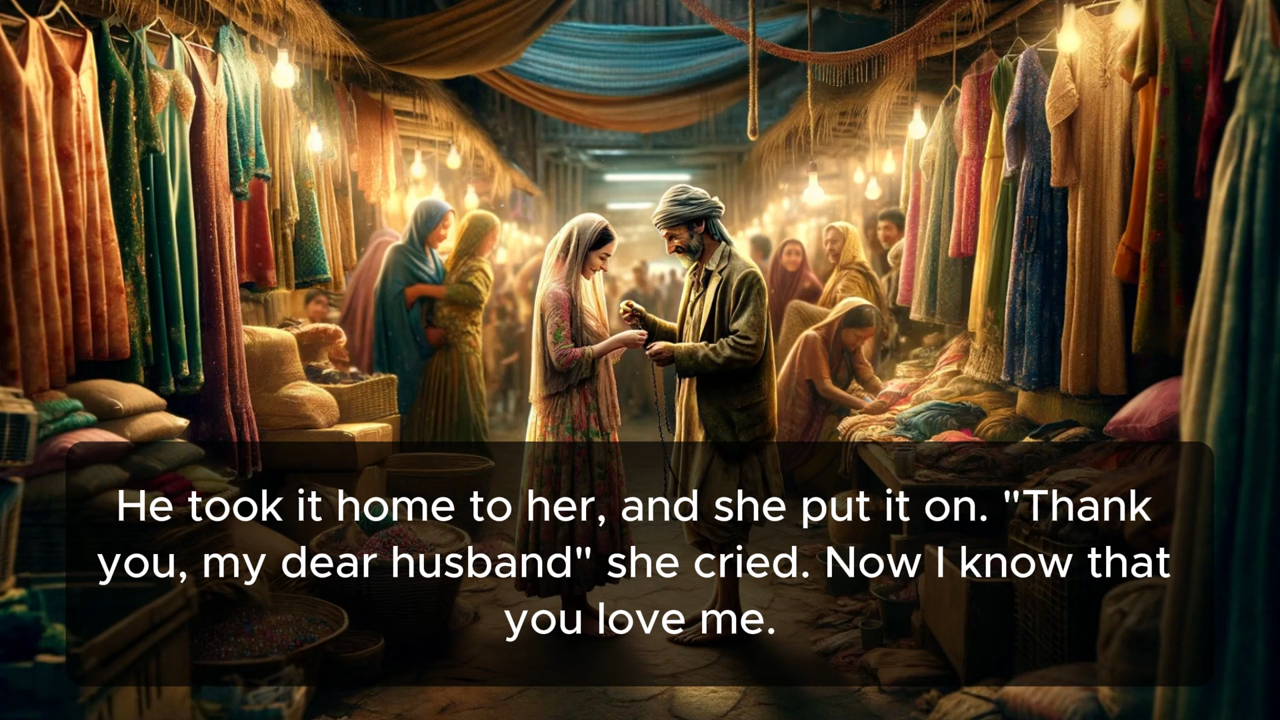 He took it home to her, and she put it on. "Thank
you, my dear husband" she cried. Now I know that
you love me.